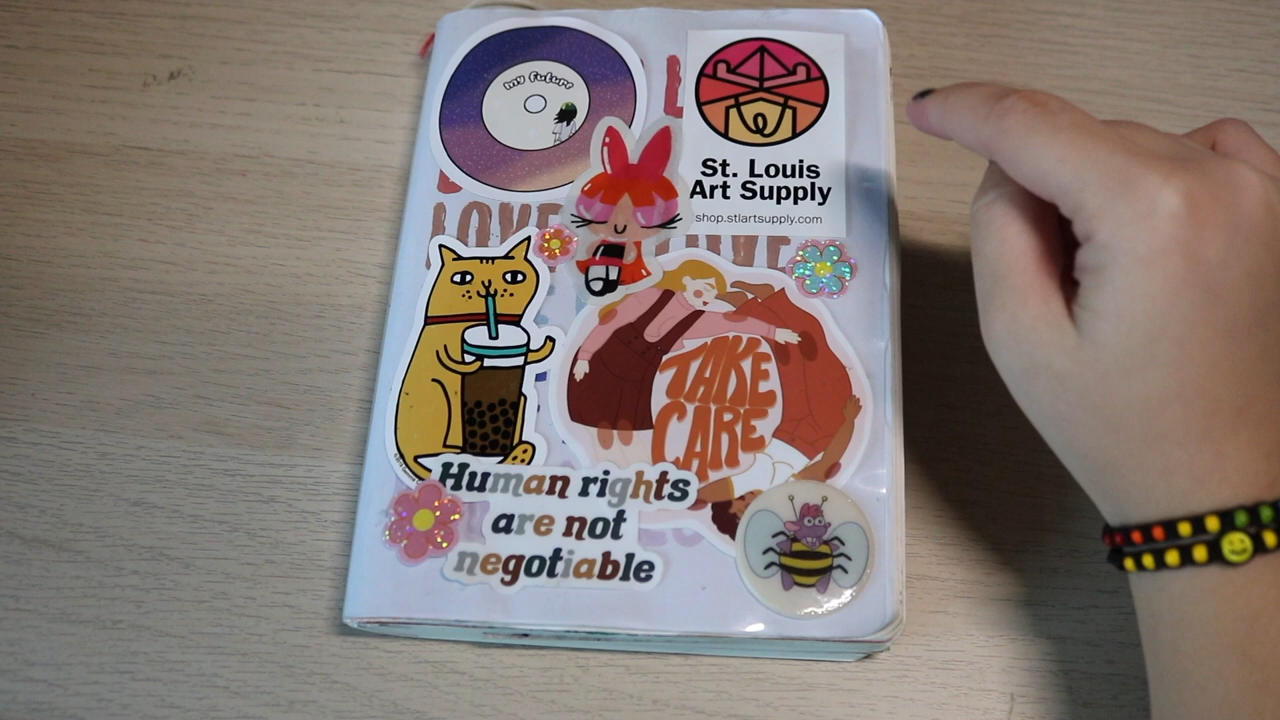 my future
St. Louis
Art Supply
shop.stlartsupply.com
LOVE
TAKE
CARE
Human rights
are not
negotiable